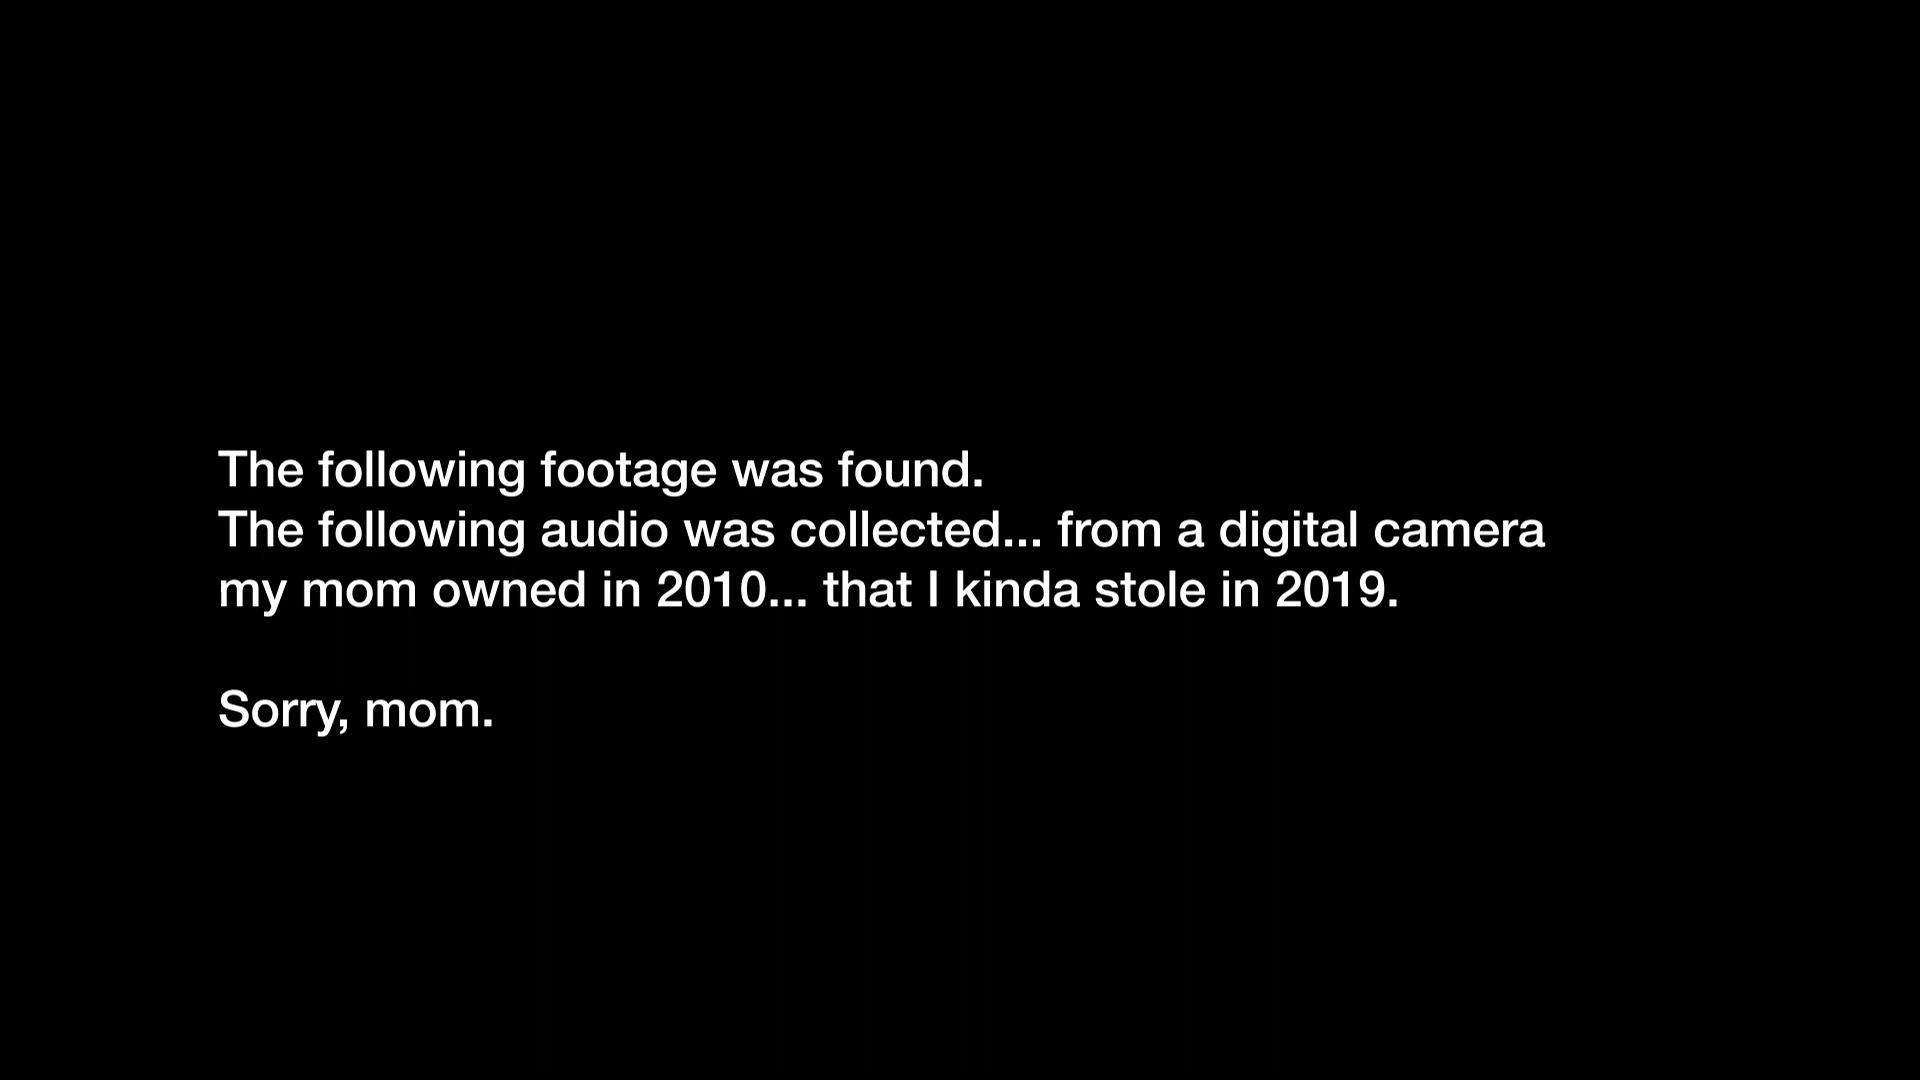 The following footage was found.
The following audio was collected... from a digital camera
my mom owned in 2010... that I kinda stole in 2019.
Sorry, mom.